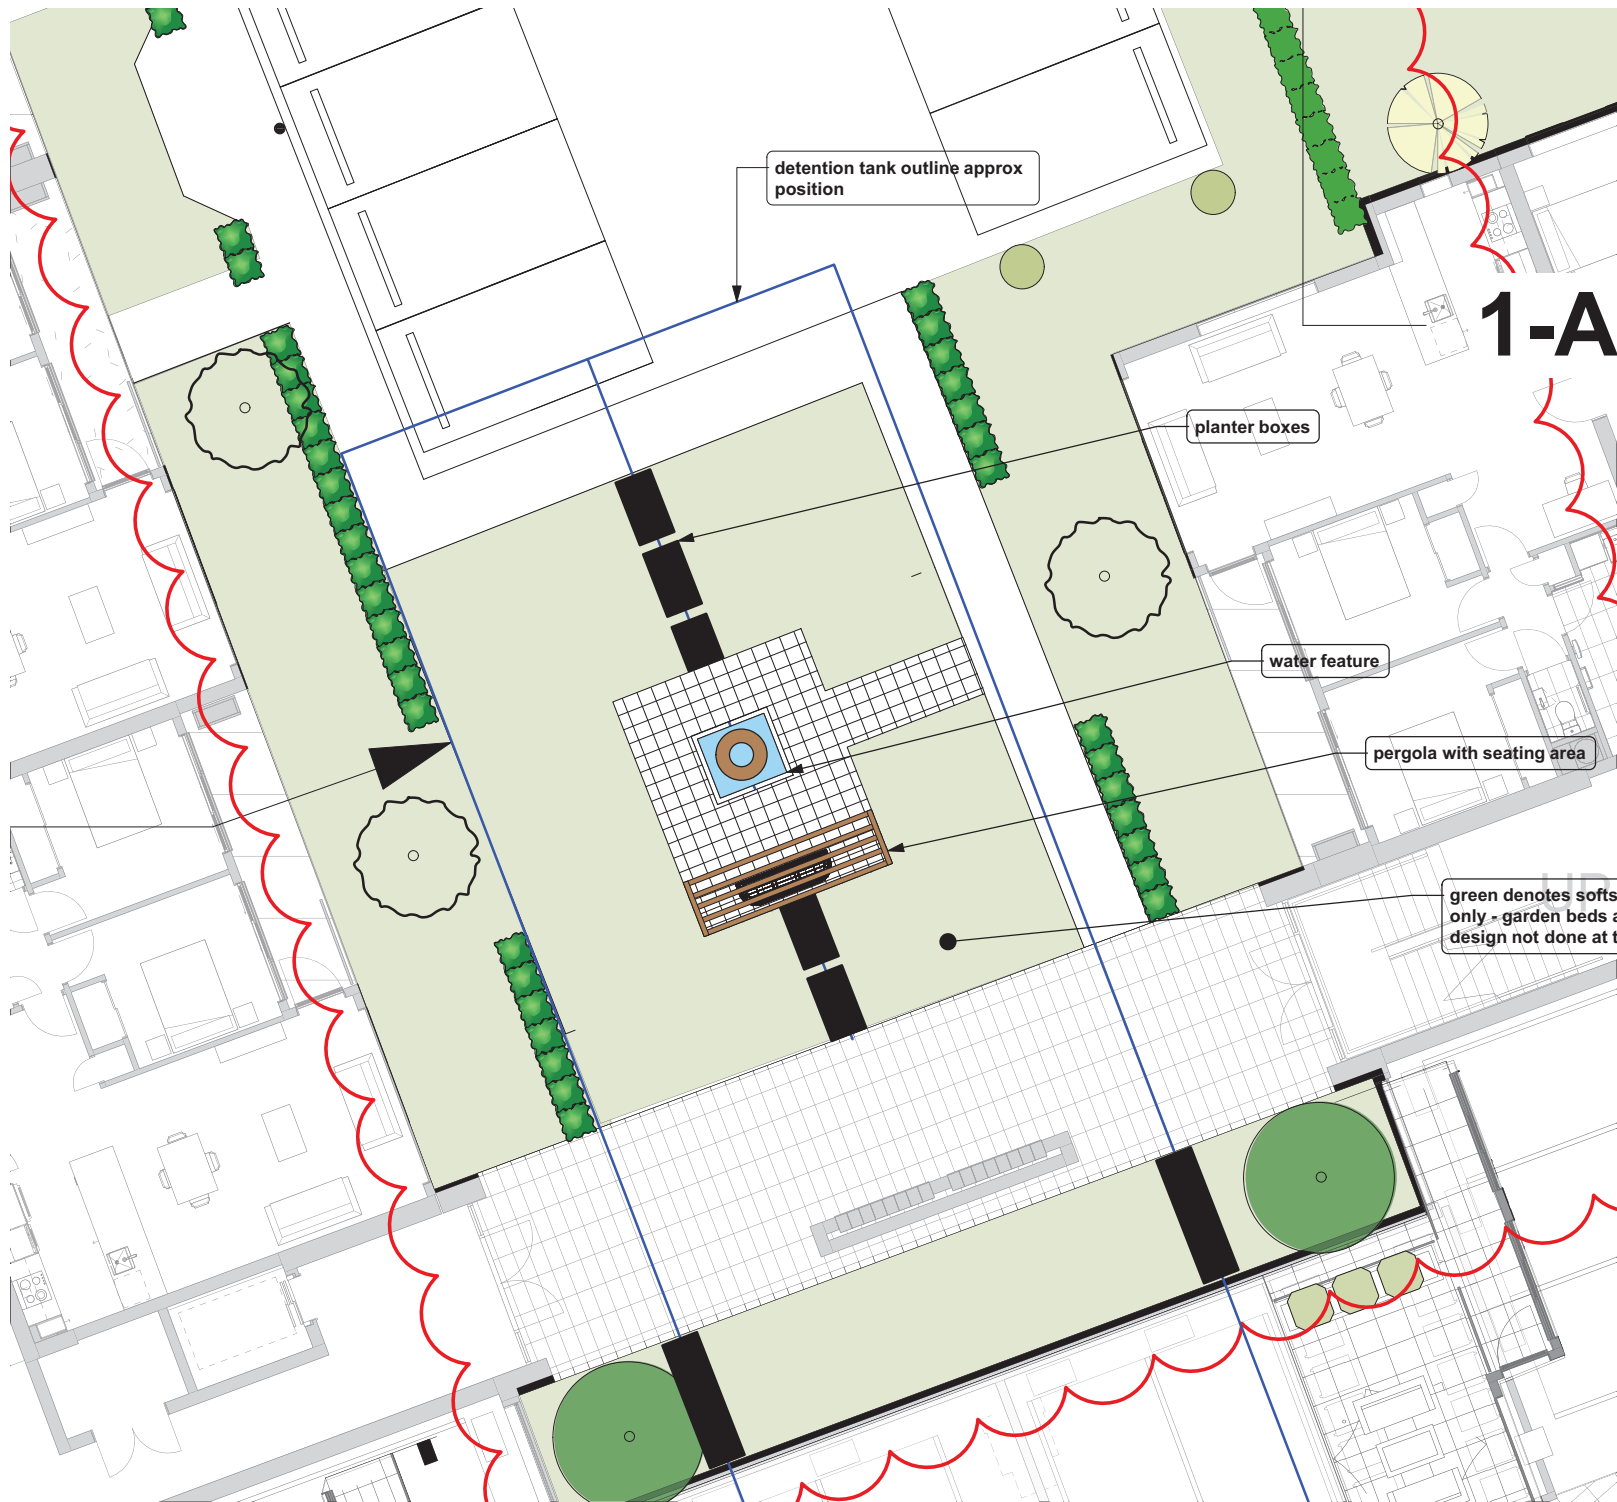 detention tank outline approx
position
1-A
planter boxes
water feature
pergola with seating area
UP
green denotes softs
only - garden beds a
design not done at t